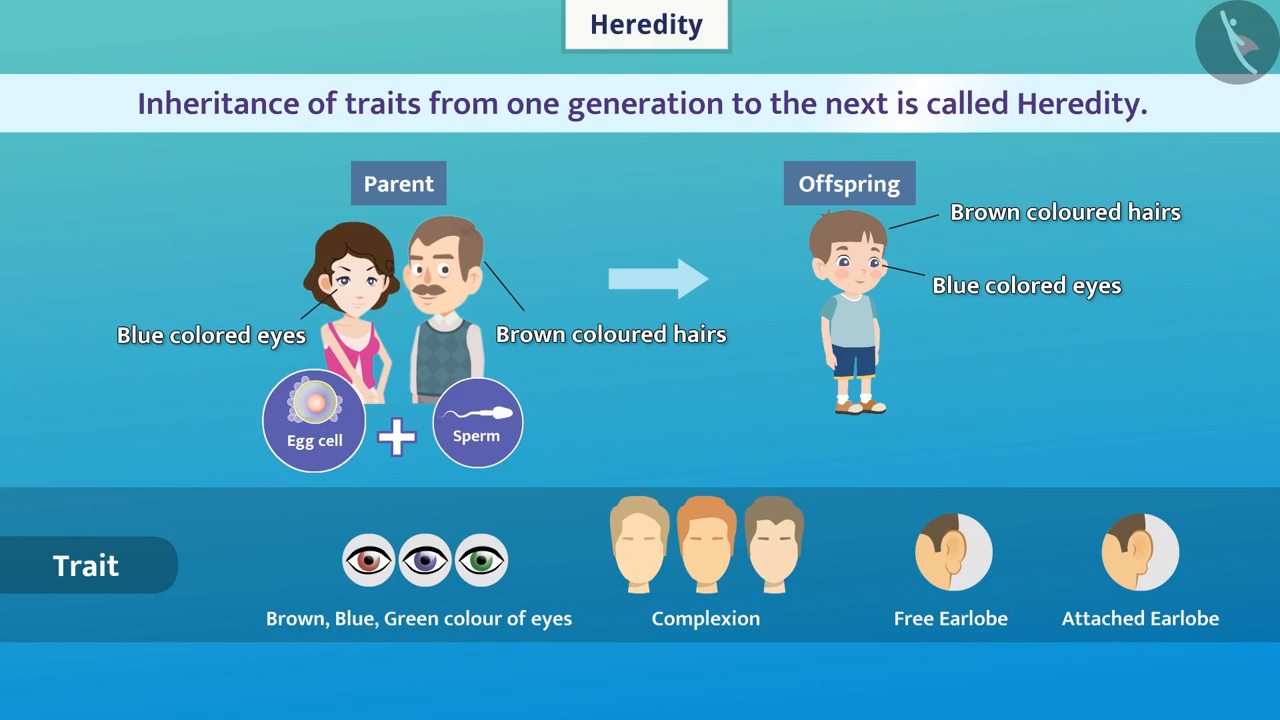 Heredity
Inheritance of traits from one generation to the next is called Heredity.
Parent
Offspring
Brown coloured hairs
Blue colored eyes
Blue colored eyes
Brown coloured hairs
Egg cell
Sperm
Trait
Brown, Blue, Green colour of eyes
Complexion
Free Earlobe
Attached Earlobe